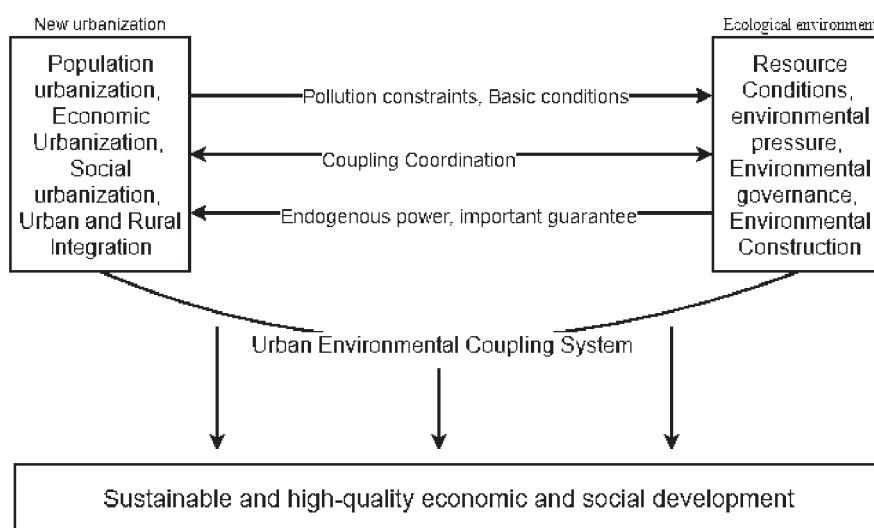 New urbanization
Population
urbanization,
Economic
Urbanization,
Social
urbanization,
Urban and Rural
Integration
Pollution constraints, Basic conditions
Coupling Coordination
Endogenous power, important guarantee
Ecological environment
Resource
Conditions,
environmental
pressure,
Environmental
governance,
Environmental
Construction
Urban Environmental Coupling System
Sustainable and high-quality economic and social development